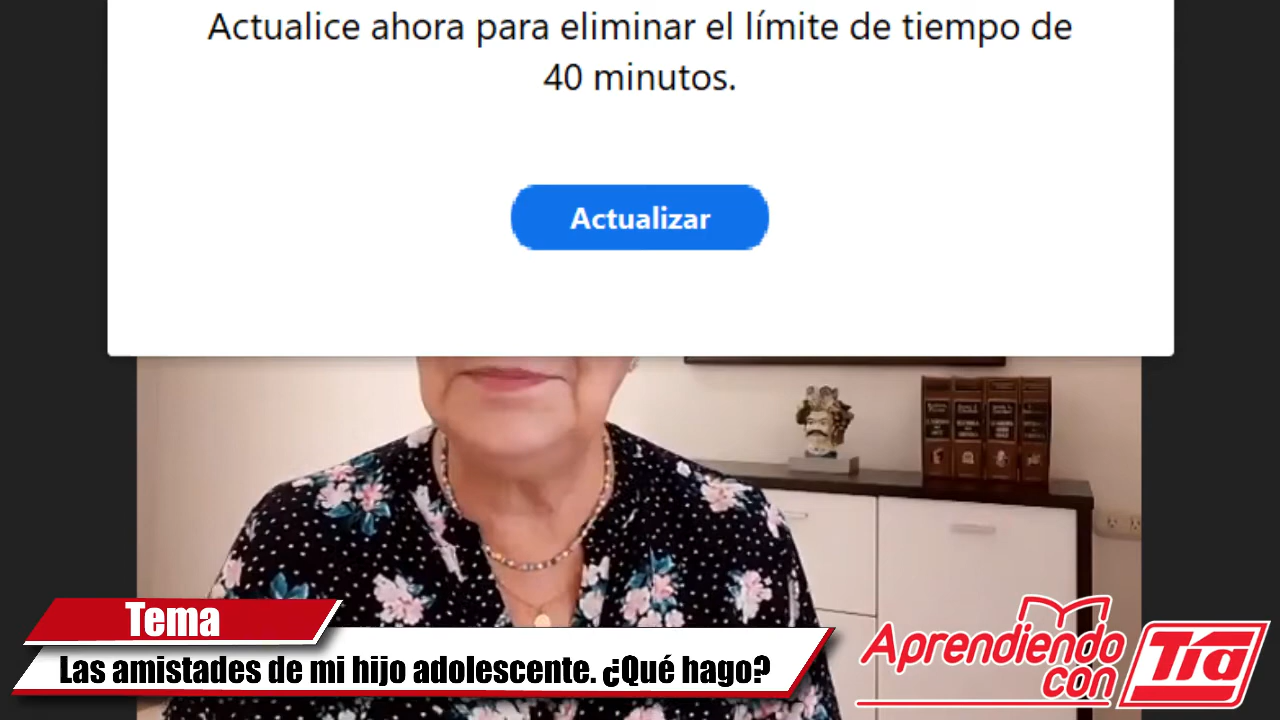 Actualice ahora para eliminar el límite de tiempo de
40 minutos.
Actualizar
Tema
Las amistades de mi hijo adolescente. ¿Qué hago?
Aprendiendo
con
Tía